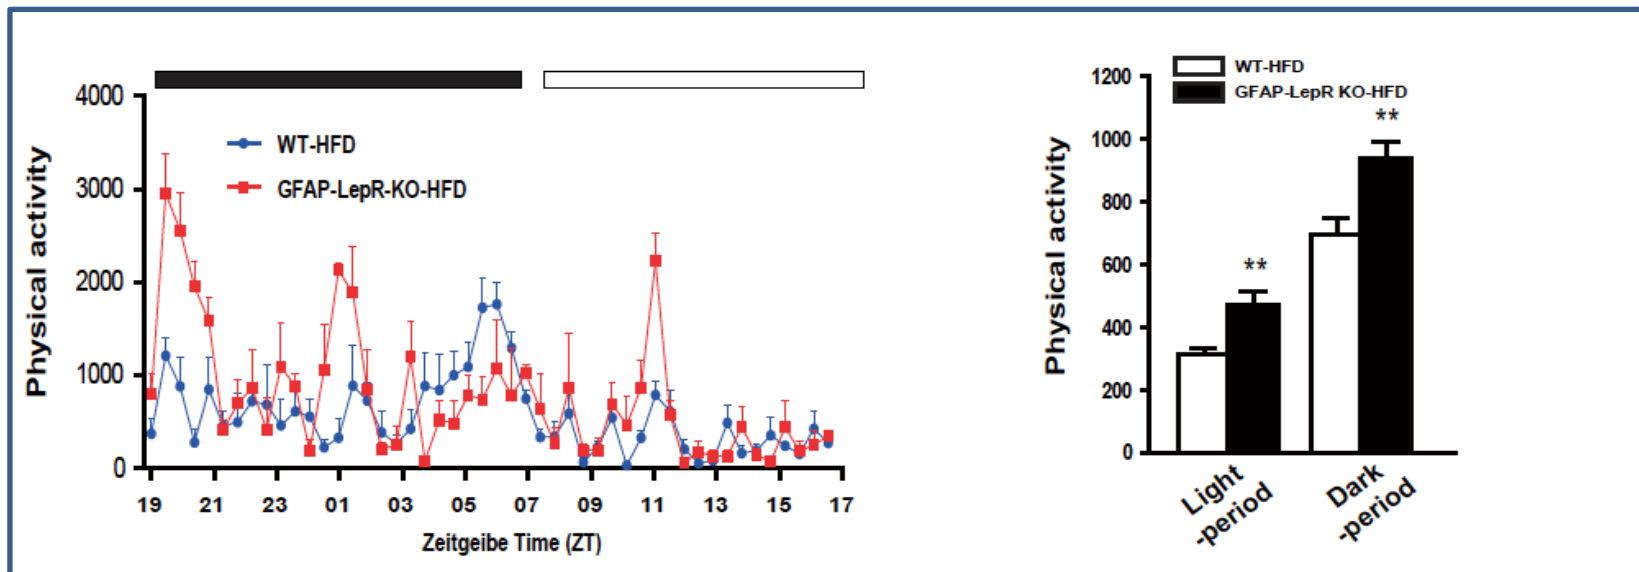 4000
3000
2000
1000
0
Physical activity
WT-HFD
GFAP-LepR-KO-HFD
19 21 23 01 03 05 07 09 11 13 15 17
Zeitgeibe Time (ZT)
WT-HFD
GFAP-LepR KO-HFD
1200
1000
800
600
400
200
0
Physical activity
**
**
Light
-period
Dark
-period